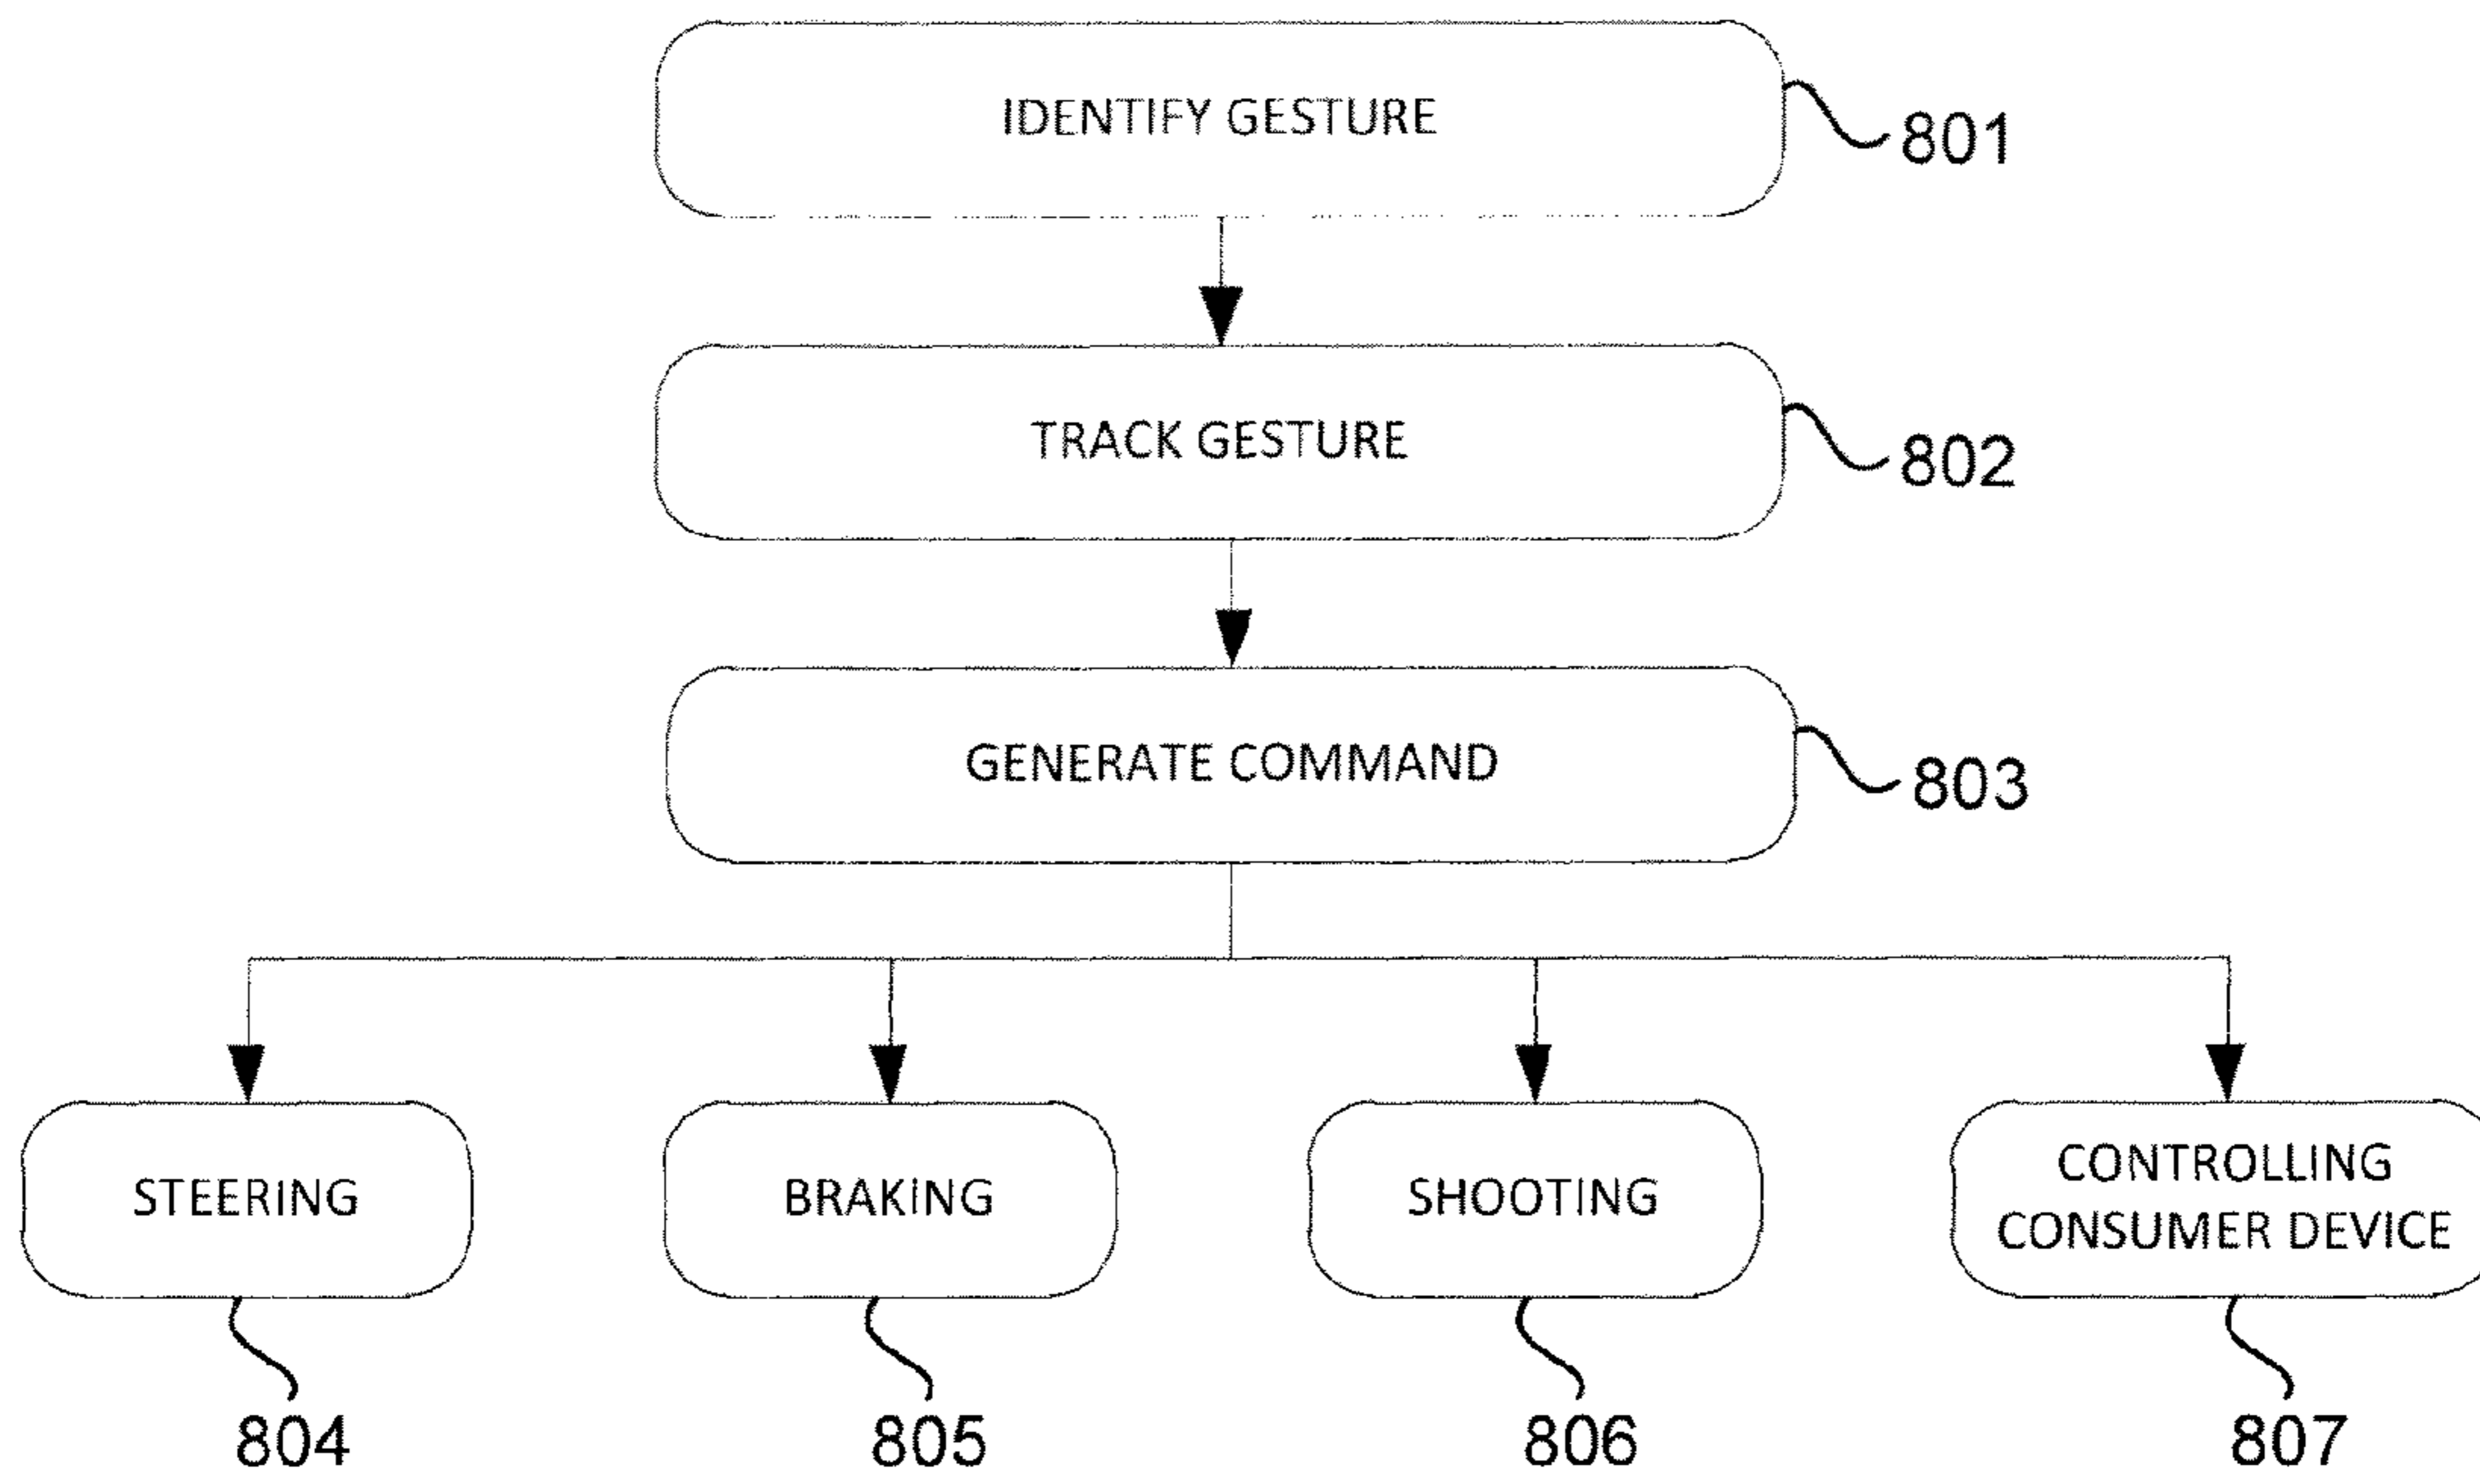 IDENTIFY GESTURE
801
TRACK GESTURE
802
GENERATE COMMAND
803
STEERING
BRAKING
SHOOTING
CONTROLLING
CONSUMER DEVICE
804
805
806
807